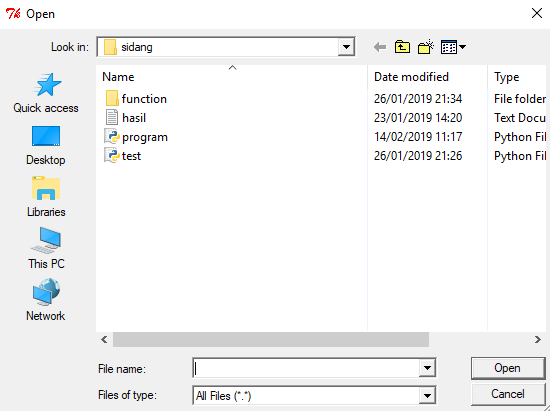 Open
Look in: sidang
Name Date modified Type
function 26/01/2019 21:34 File folder
hasil 23/01/2019 14:20 Text Docu
program 14/02/2019 11:17 Python Fil
test 26/01/2019 21:26 Python Fil
Quick access
Desktop
Libraries
This PC
Network
File name: Open
Files of type: All Files (*.*) Cancel